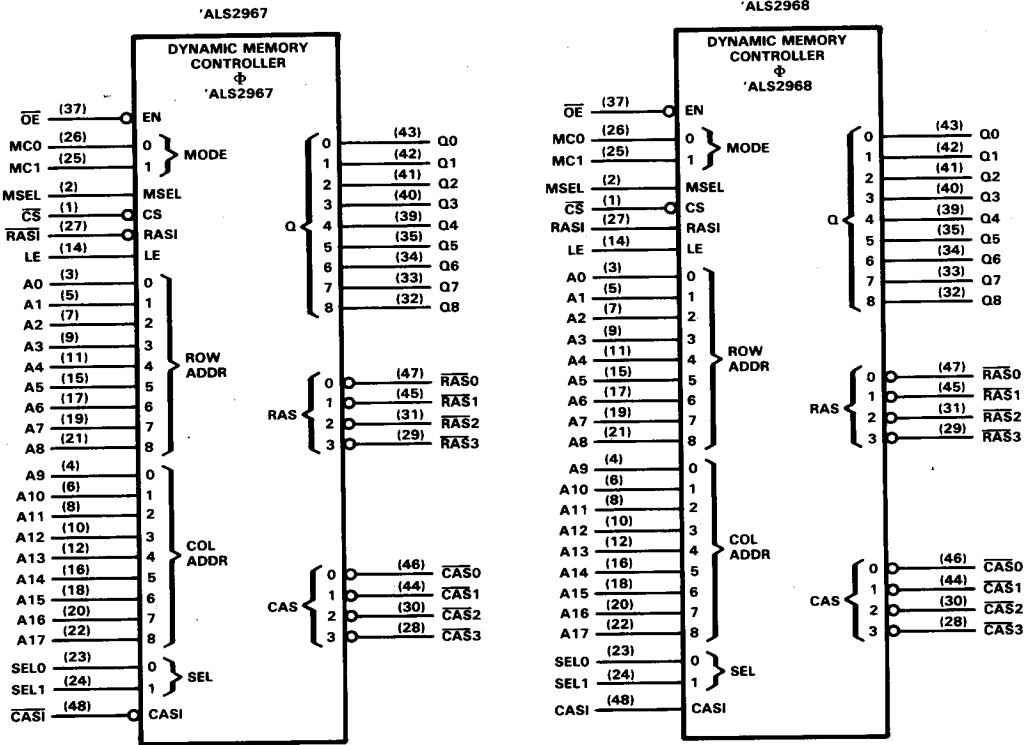 'ALS2967
DYNAMIC MEMORY
CONTROLLER
Φ
'ALS2967
OE (37) EN
MC0 (26) 0
MC1 (25) 1
MODE
MSEL (2) MSEL
CS (1) CS
RASI (27) RASI
LE (14) LE
A0 (3) 0
A1 (5) 1
A2 (7) 2
A3 (9) 3
A4 (11) 4
A5 (15) 5
A6 (17) 6
A7 (19) 7
A8 (21) 8
ROW
ADDR
A9 (4) 0
A10 (6) 1
A11 (8) 2
A12 (10) 3
A13 (12) 4
A14 (16) 5
A15 (18) 6
A16 (20) 7
A17 (22) 8
COL
ADDR
SEL0 (23) 0
SEL1 (24) 1
SEL
CASI (48) CASI
Q
0 (43) Q0
1 (42) Q1
2 (41) Q2
3 (40) Q3
4 (39) Q4
5 (35) Q5
6 (34) Q6
7 (33) Q7
8 (32) Q8
RAS
0 (47) RAS0
1 (45) RAS1
2 (31) RAS2
3 (29) RAS3
CAS
0 (46) CAS0
1 (44) CAS1
2 (30) CAS2
3 (28) CAS3
'ALS2968
DYNAMIC MEMORY
CONTROLLER
Φ
'ALS2968
OE (37) EN
MC0 (26) 0
MC1 (25) 1
MODE
MSEL (2) MSEL
CS (1) CS
RASI (27) RASI
LE (14) LE
A0 (3) 0
A1 (5) 1
A2 (7) 2
A3 (9) 3
A4 (11) 4
A5 (15) 5
A6 (17) 6
A7 (19) 7
A8 (21) 8
ROW
ADDR
A9 (4) 0
A10 (6) 1
A11 (8) 2
A12 (10) 3
A13 (12) 4
A14 (16) 5
A15 (18) 6
A16 (20) 7
A17 (22) 8
COL
ADDR
SEL0 (23) 0
SEL1 (24) 1
SEL
CASI (48) CASI
Q
0 (43) Q0
1 (42) Q1
2 (41) Q2
3 (40) Q3
4 (39) Q4
5 (35) Q5
6 (34) Q6
7 (33) Q7
8 (32) Q8
RAS
0 (47) RAS0
1 (45) RAS1
2 (31) RAS2
3 (29) RAS3
CAS
0 (46) CAS0
1 (44) CAS1
2 (30) CAS2
3 (28) CAS3